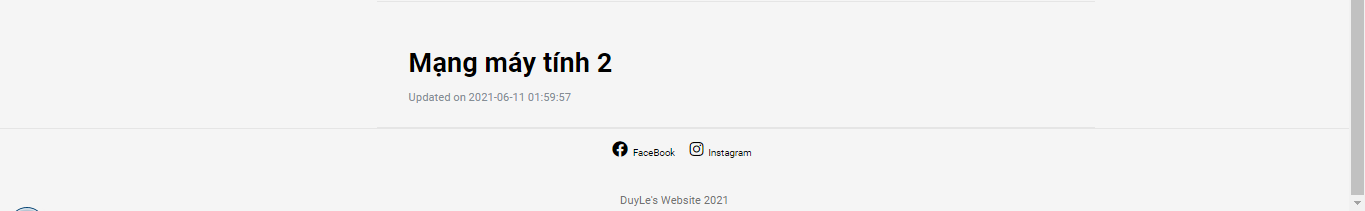 Mạng máy tính 2
Updated on 2021-06-11 01:59:57
FaceBook Instagram
DuyLe's Website 2021